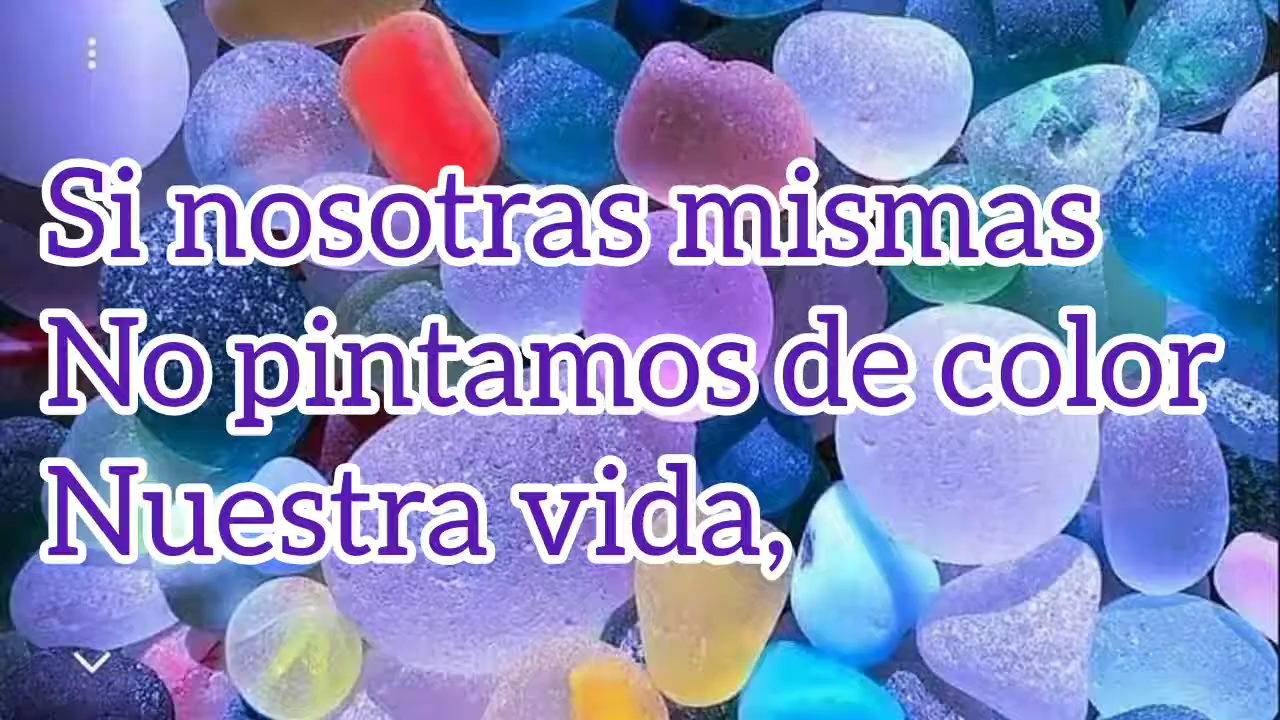 Si nosotras mismas
No pintamos de color
Nuestra vida,